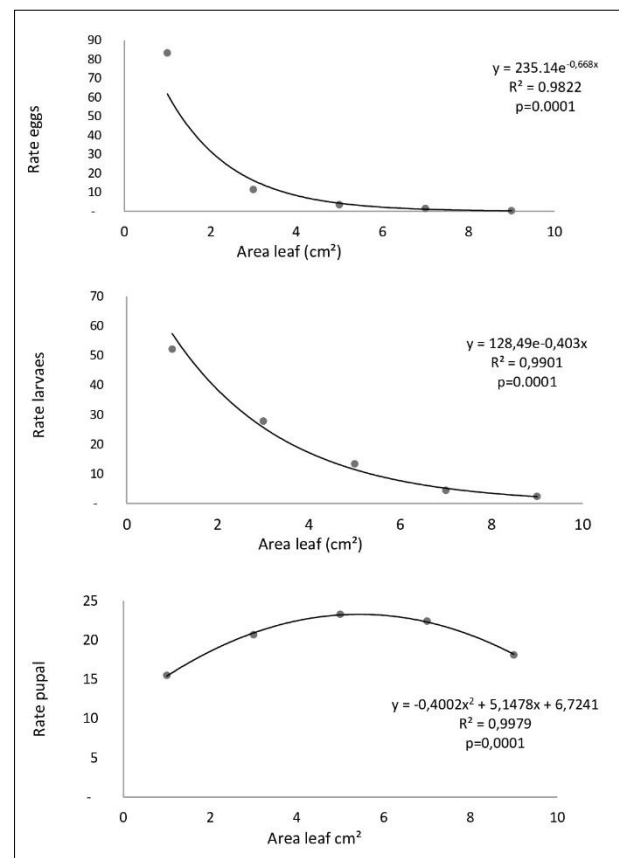 90
80
70
60
50
40
30
20
10
-
Rate eggs
y = 235.14e-0,668x
R² = 0.9822
p=0.0001
0 2 4 6 8 10
Area leaf (cm²)
70
60
50
40
30
20
10
-
Rate larvaes
y = 128,49e-0,403x
R² = 0,9901
p=0.0001
0 2 4 6 8 10
Area leaf (cm²)
25
20
15
10
5
-
Rate pupal
y = -0,4002x² + 5,1478x + 6,7241
R² = 0,9979
p=0,0001
0 2 4 6 8 10
Area leaf cm²